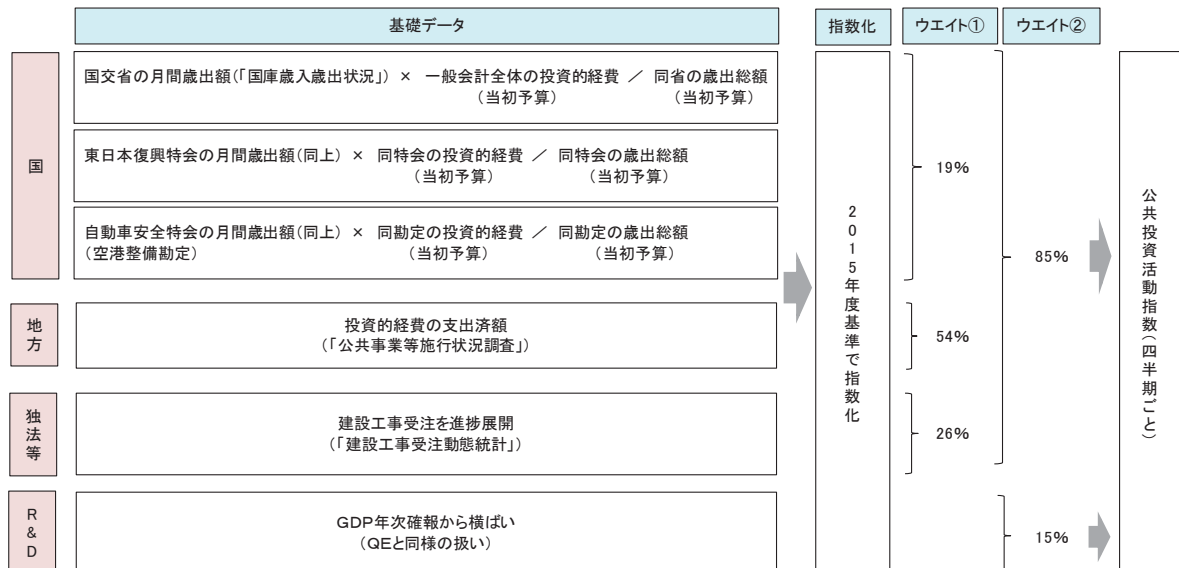 基礎データ
指数化
ウエイト①
ウエイト②
国
国交省の月間歳出額(「国庫歳入歳出状況」) × 一般会計全体の投資的経費 / 同省の歳出総額
(当初予算) (当初予算)
東日本復興特会の月間歳出額(同上) × 同特会の投資的経費 / 同特会の歳出総額
(当初予算) (当初予算)
自動車安全特会の月間歳出額(同上) × 同勘定の投資的経費 / 同勘定の歳出総額
(空港整備勘定) (当初予算) (当初予算)
地方
投資的経費の支出済額
(「公共事業等施行状況調査」)
独法等
建設工事受注を進捗展開
(「建設工事受注動態統計」)
R&D
GDP年次確報から横ばい
(QEと同様の扱い)
2015年度基準で指数化
19%
54%
26%
85%
15%
公共投資活動指数(四半期ごと)